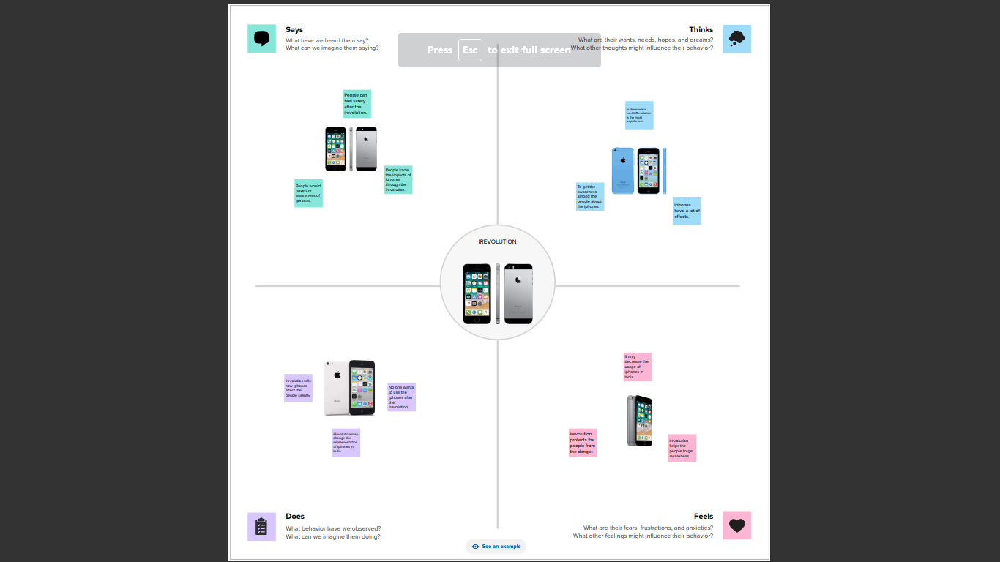 Says
What have we heard them say?
What can we imagine them saying?
Press Esc to exit full screen
Thinks
What are their wants, needs, hopes, and dreams?
What other thoughts might influence their behavior?
People can
feel safely
after the
irevolution.
People would
have the
awareness of
iphones.
People know
the impacts of
iphones
through the
irevolution.
In the modern
world,iRevolution
is the most
popular one
To get the
awareness
among the
people about
the iphones
iphones
have a lot of
effects.
IREVOLUTION
irevolution tells
how iphones
affect the
people silently.
No one wants
to use the
iphones after
the
irevolution.
iRevolution may
change the
implementation
of iphones in
India.
It may
decrease the
usage of
iphones in
India.
irevolution
protects the
people from
the danger.
irevolution
helps the
people to get
awareness.
Does
What behavior have we observed?
What can we imagine them doing?
Feels
What are their fears, frustrations, and anxieties?
What other feelings might influence their behavior?
See an example